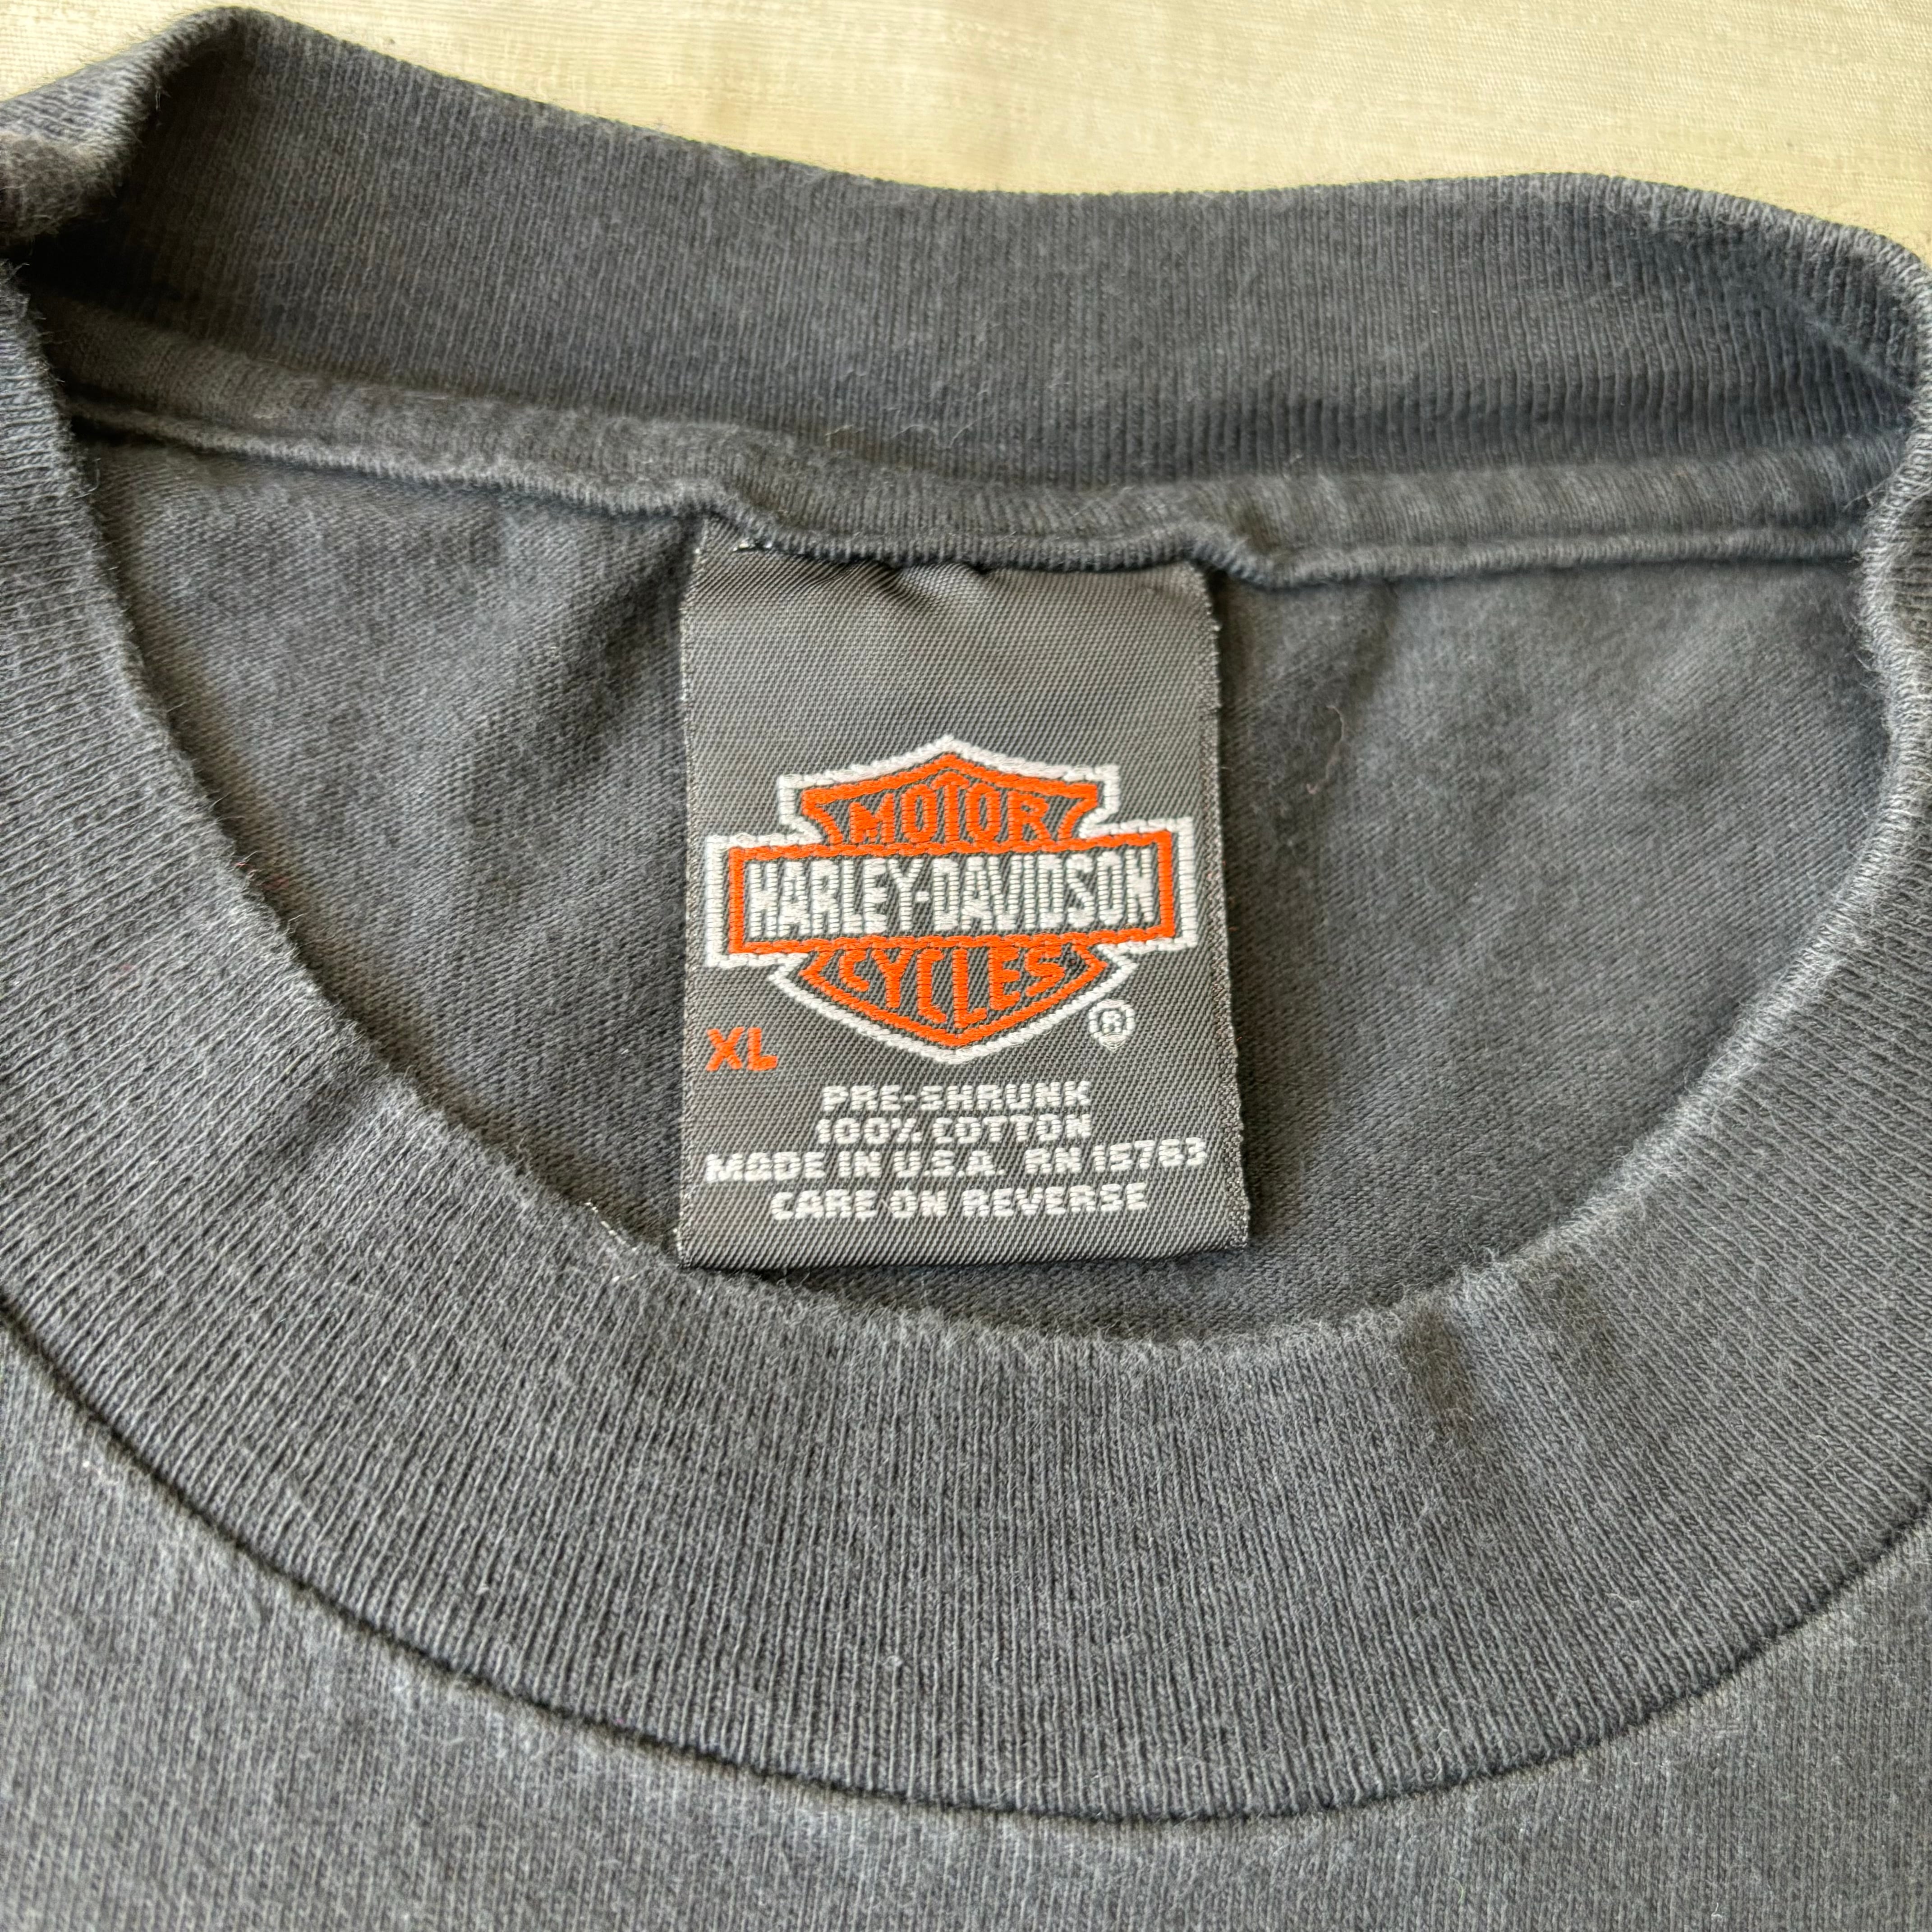 MOTOR
HARLEY-DAVIDSON
CYCLES
®
XL
PRE-SHRUNK
100% COTTON
MADE IN U.S.A. RN 15763
CARE ON REVERSE